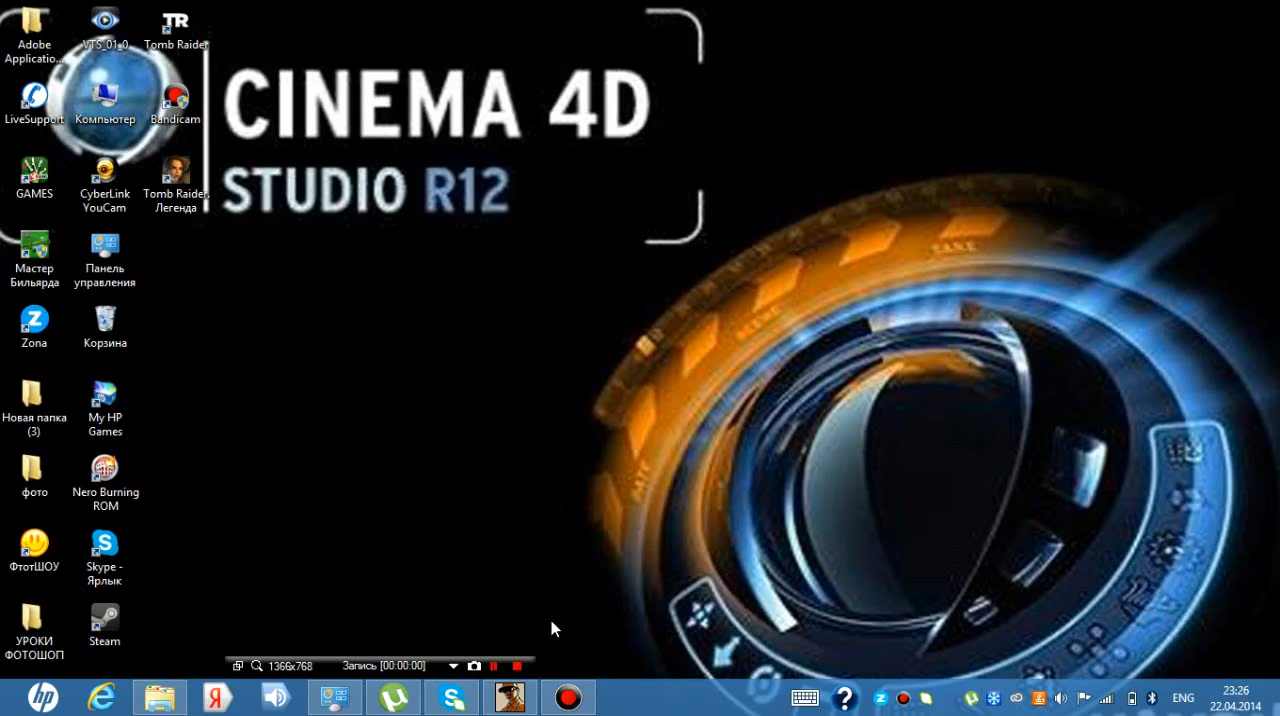 CINEMA 4D
STUDIO R12
Adobe
Applicatio...
VTS_01_0
Tomb Raider
LiveSupport
Компьютер
Bandicam
GAMES
CyberLink
YouCam
Tomb Raider
Легенда
Мастер
Бильярда
Панель
управления
Zona
Корзина
Новая папка
(3)
My HP
Games
фото
Nero Burning
ROM
ФтотШОУ
Skype -
Ярлык
УРОКИ
ФОТОШОП
Steam
1366x768
Запись [00:00:00]
ENG
23:26
22.04.2014